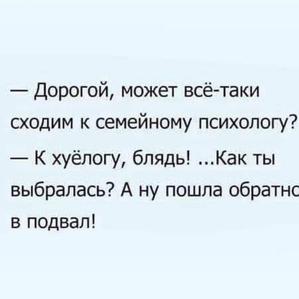 — Дорогой, может всё-таки
сходим к семейному психологу?
— К хуёлогу, блядь! ...Как ты
выбралась? А ну пошла обратно
в подвал!